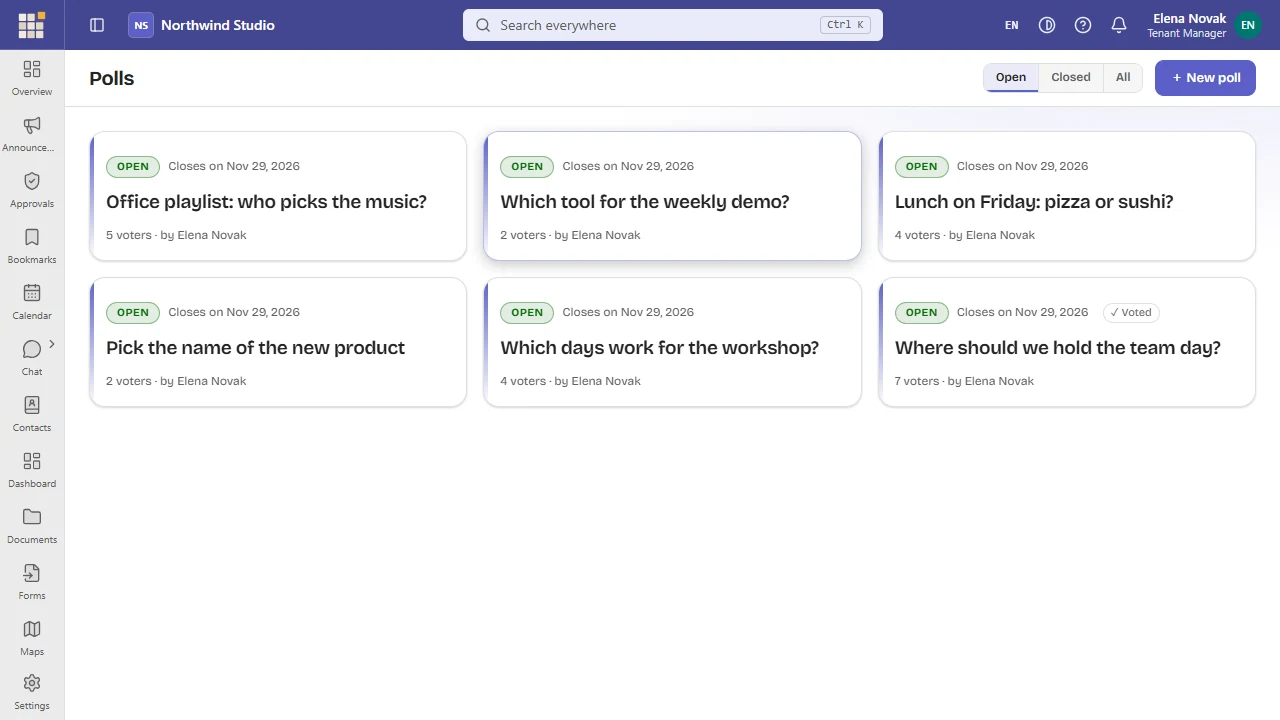 NS Northwind Studio
Search everywhere Ctrl K
EN
Elena Novak
Tenant Manager
EN
Overview
Announce...
Approvals
Bookmarks
Calendar
Chat
Contacts
Dashboard
Documents
Forms
Maps
Settings
Polls
Open Closed All
+ New poll
OPEN Closes on Nov 29, 2026
Office playlist: who picks the music?
5 voters · by Elena Novak
OPEN Closes on Nov 29, 2026
Which tool for the weekly demo?
2 voters · by Elena Novak
OPEN Closes on Nov 29, 2026
Lunch on Friday: pizza or sushi?
4 voters · by Elena Novak
OPEN Closes on Nov 29, 2026
Pick the name of the new product
2 voters · by Elena Novak
OPEN Closes on Nov 29, 2026
Which days work for the workshop?
4 voters · by Elena Novak
OPEN Closes on Nov 29, 2026 ✓ Voted
Where should we hold the team day?
7 voters · by Elena Novak